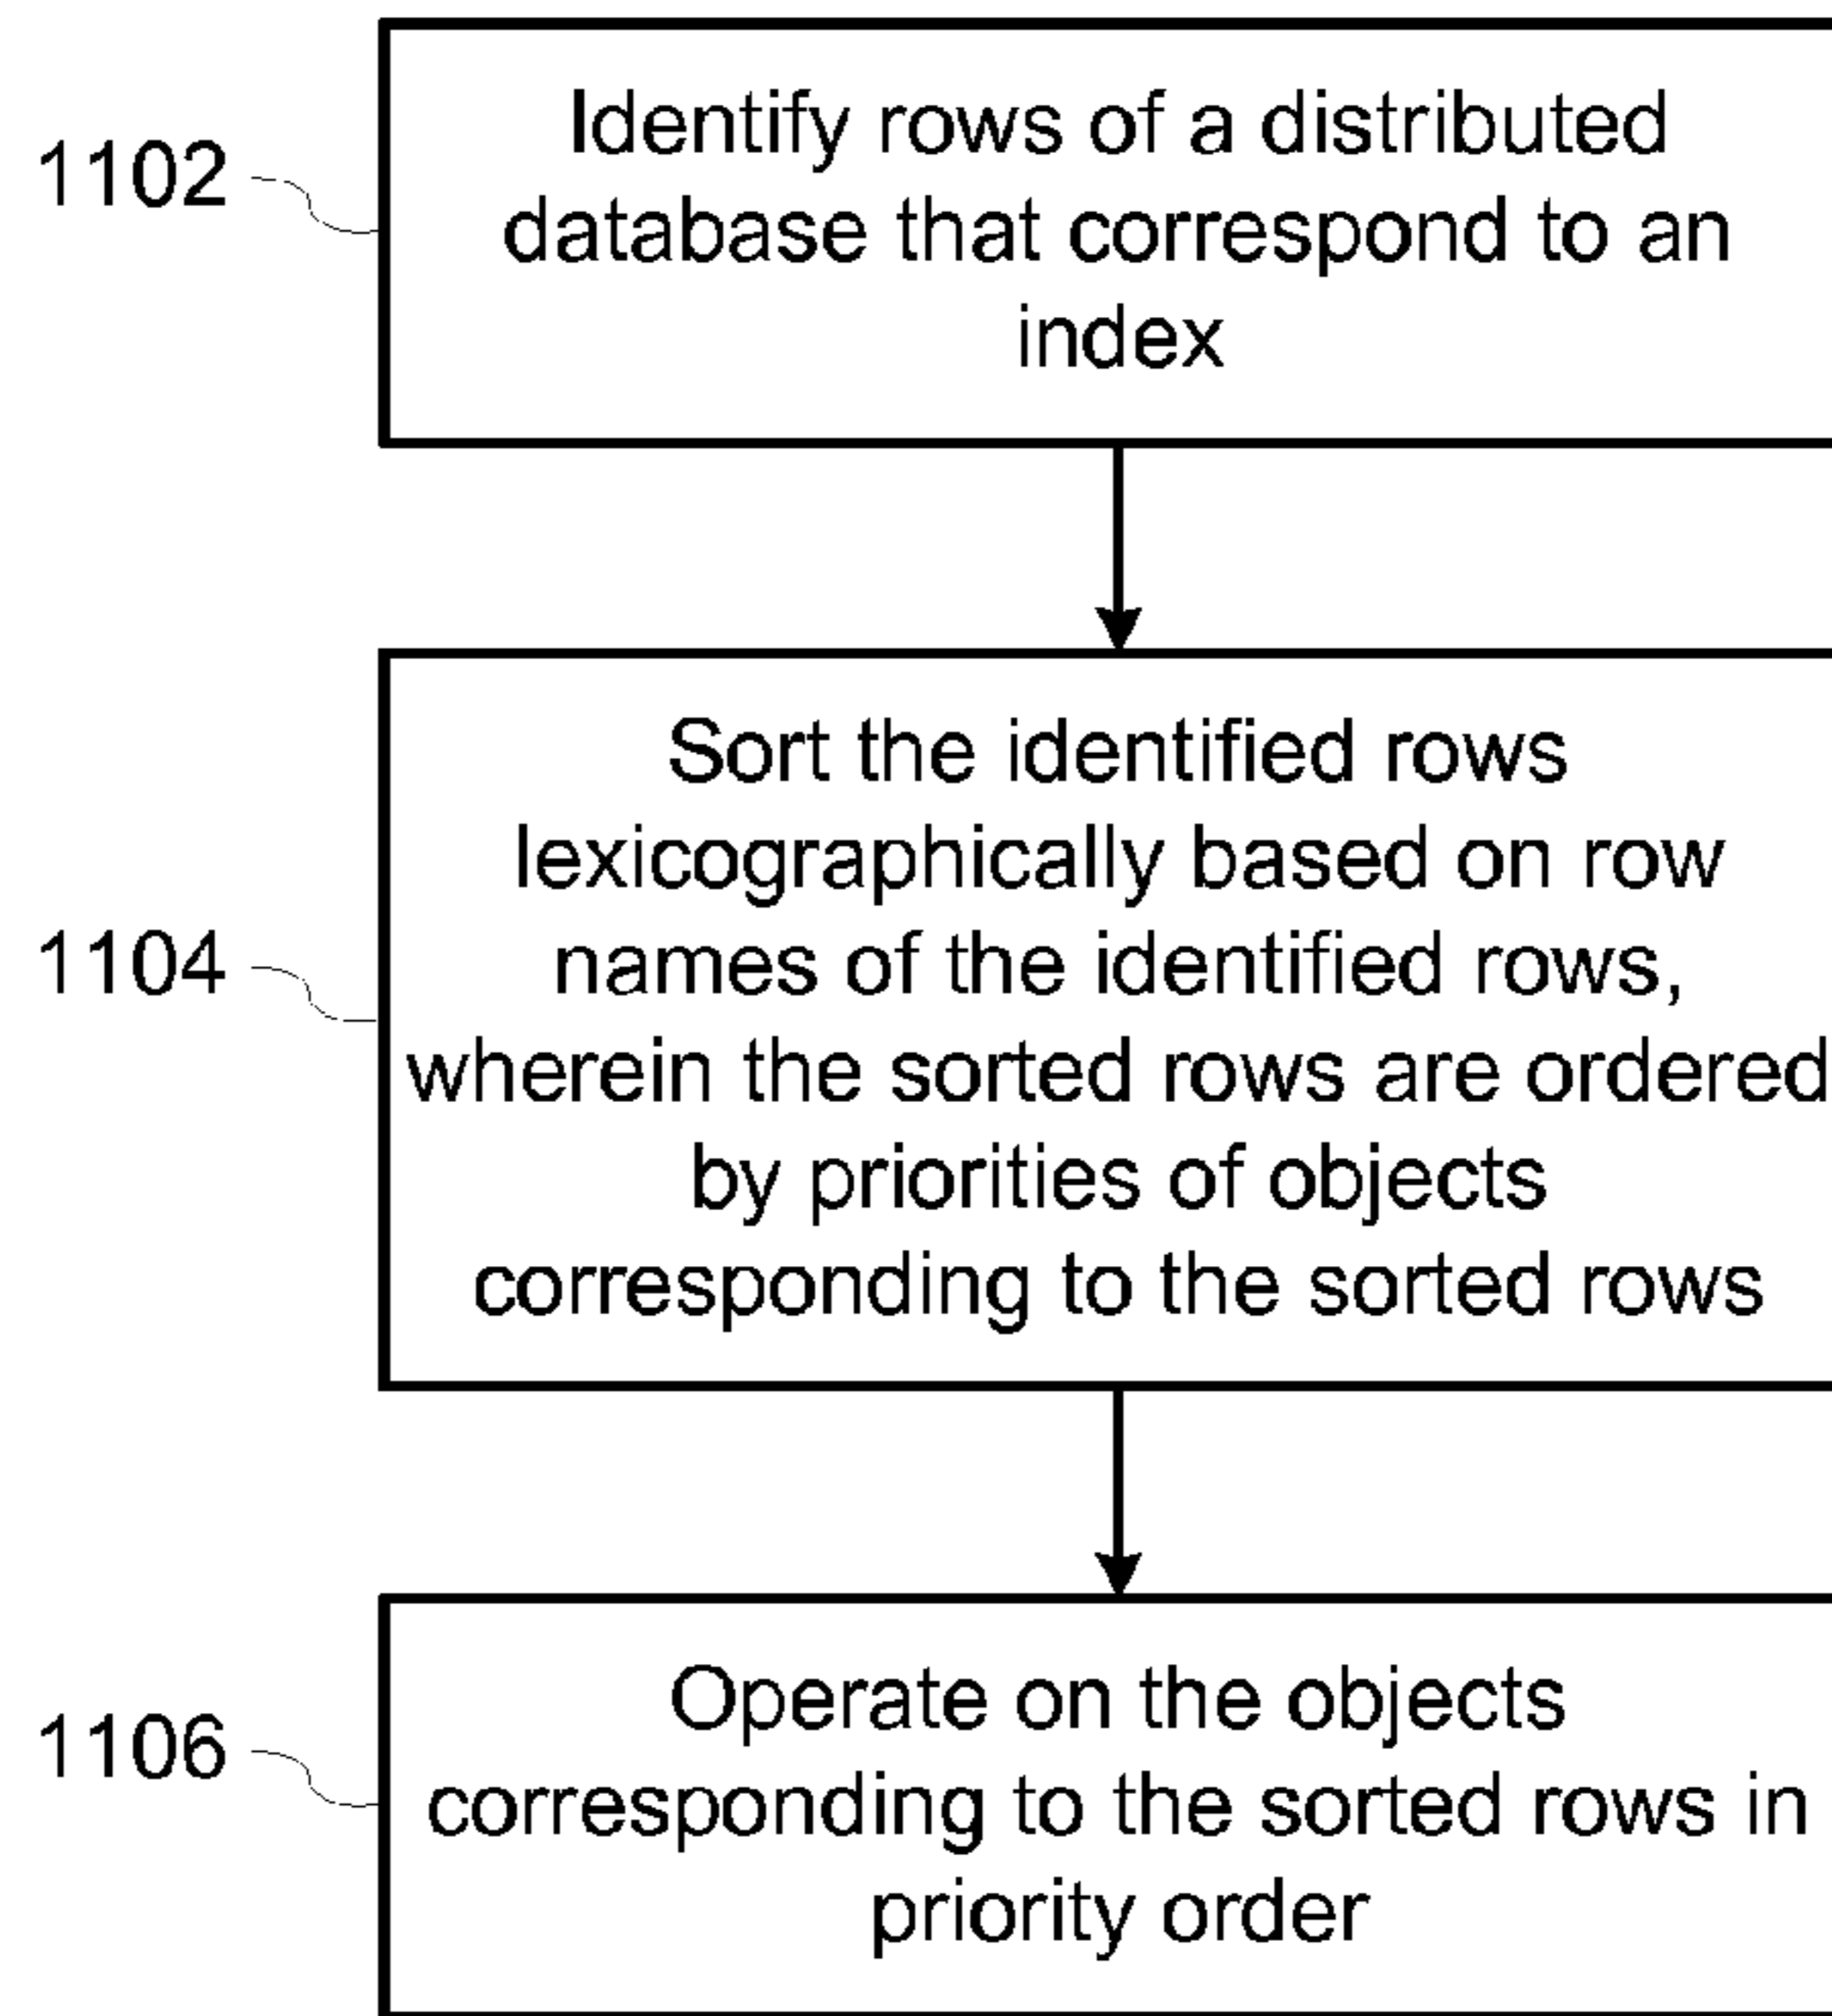 1102
Identify rows of a distributed
database that correspond to an
index
1104
Sort the identified rows
lexicographically based on row
names of the identified rows,
wherein the sorted rows are ordered
by priorities of objects
corresponding to the sorted rows
1106
Operate on the objects
corresponding to the sorted rows in
priority order